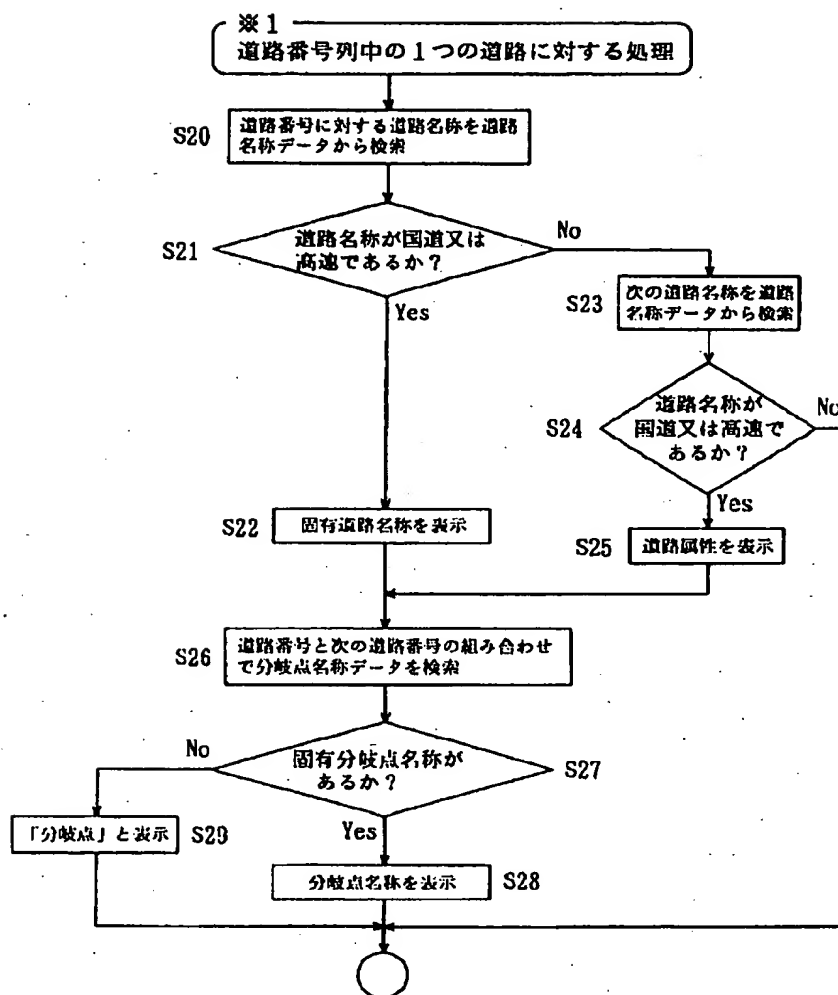 ※1
道路番号列中の1つの道路に対する処理
S20
道路番号に対する道路名称を道路
名称データから検索
S21
道路名称が国道又は
高速であるか?
No
Yes
S23
次の道路名称を道路
名称データから検索
S24
道路名称が
国道又は高速で
あるか?
No
Yes
S22
固有道路名称を表示
S25
道路属性を表示
S26
道路番号と次の道路番号の組み合わせ
で分岐点名称データを検索
No
固有分岐点名称が
あるか?
S27
Yes
「分岐点」と表示
S29
分岐点名称を表示
S28